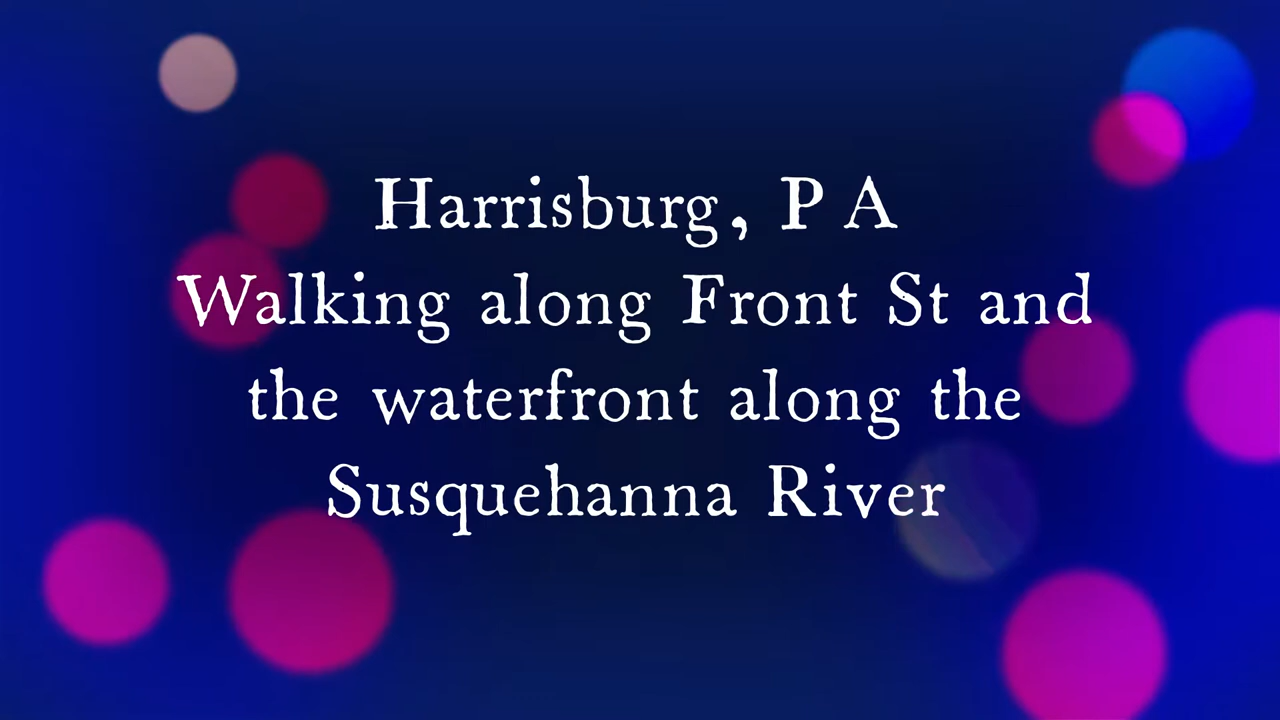 Harrisburg, PA
Walking along Front St and
the waterfront along the
Susquehanna River